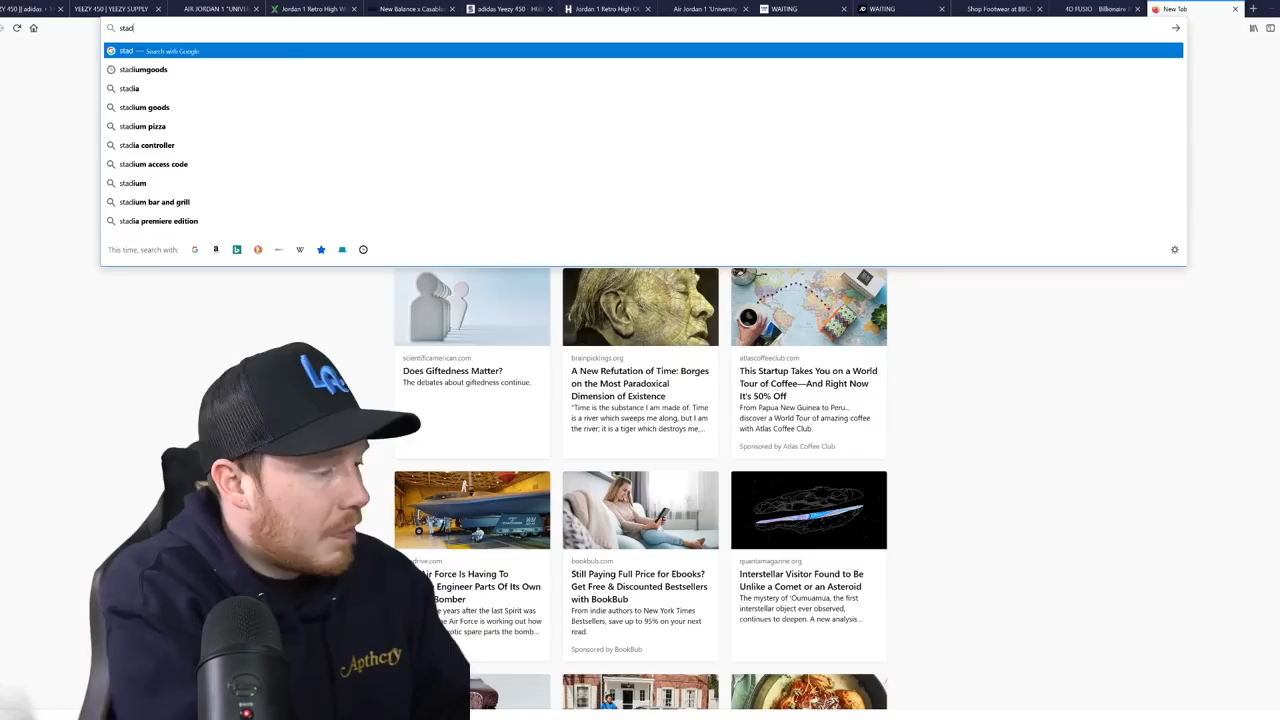 YEEZY 450 | YEEZY SUPPLY
AIR JORDAN 1 "UNIVE
Jordan 1 Retro High W
New Balance x Casabla
adidas Yeezy 450 - Hi
Jordan 1 Retro High O
Air Jordan 1 'University
WAITING
WAITING
Shop Footwear at BBC
4D FUSIO - Billionaire
New Tab
stad
stad — Search with Google
stadiumgoods
stadia
stadium goods
stadium pizza
stadia controller
stadium access code
stadium
stadium bar and grill
stadia premiere edition
This time, search with:
scientificamerican.com
Does Giftedness Matter?
The debates about giftedness continue.
brainpickings.org
A New Refutation of Time: Borges
on the Most Paradoxical
Dimension of Existence
"Time is the substance I am made of. Time
is a river which sweeps me along, but I am
the river; it is a tiger which destroys me,...
atlascoffeeclub.com
This Startup Takes You on a World
Tour of Coffee—And Right Now
It's 50% Off
From Papua New Guinea to Peru...
discover a World Tour of amazing coffee
with Atlas Coffee Club.
Sponsored by Atlas Coffee Club
drive.com
Air Force Is Having To
Engineer Parts Of Its Own
Bomber
years after the last Spirit was
he Air Force is working out how
otic spare parts the bomb...
bookbub.com
Still Paying Full Price for Ebooks?
Get Free & Discounted Bestsellers
with BookBub
From indie authors to New York Times
Bestsellers, save up to 95% on your next
read.
Sponsored by BookBub
quantamagazine.org
Interstellar Visitor Found to Be
Unlike a Comet or an Asteroid
The mystery of 'Oumuamua, the first
interstellar object ever observed,
continues to deepen. A new analysis...
Apthcry